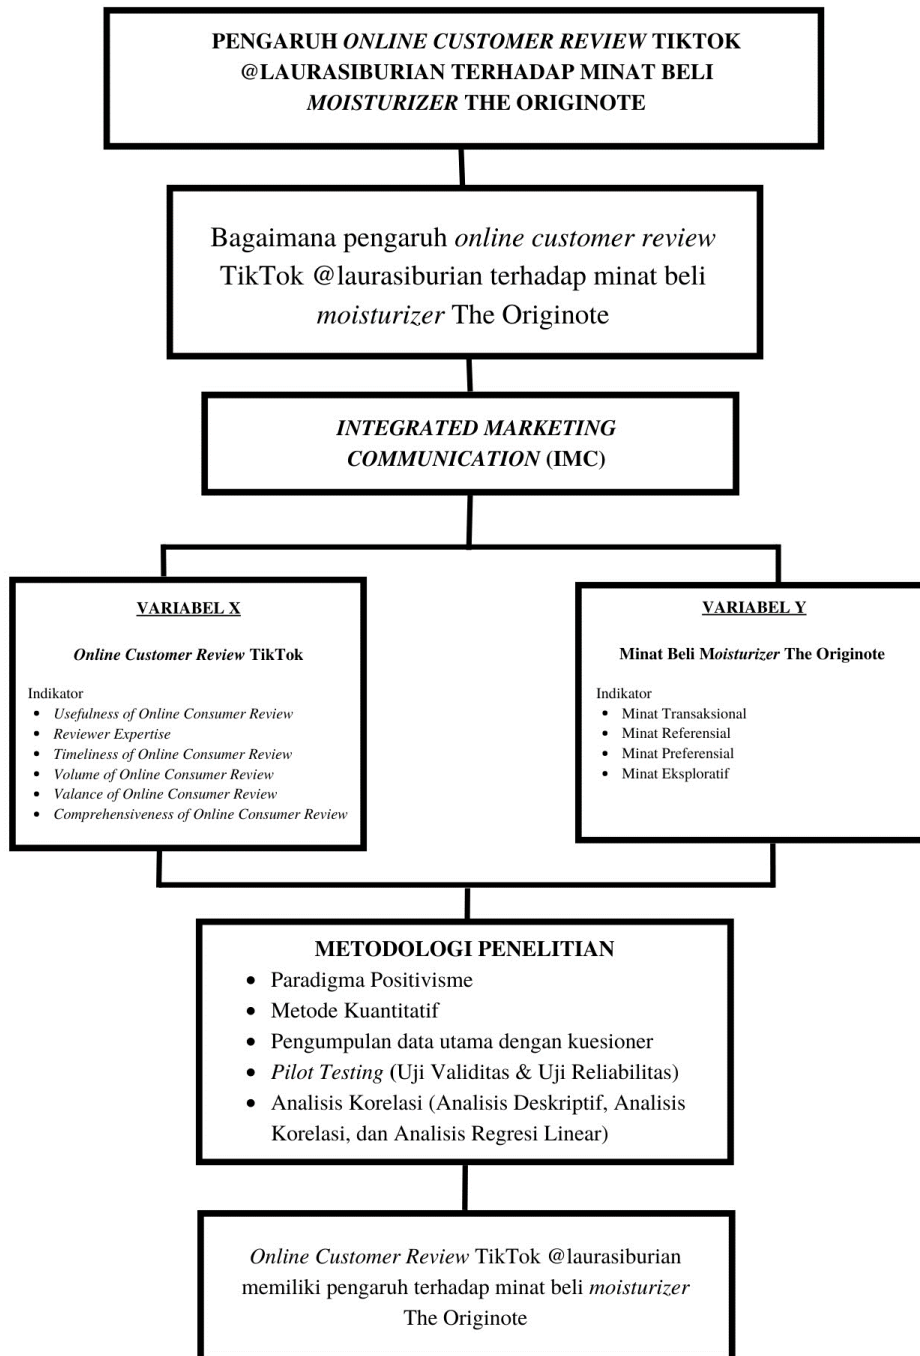 PENGARUH ONLINE CUSTOMER REVIEW TIKTOK
@LAURASIBURIAN TERHADAP MINAT BELI
MOISTURIZER THE ORIGINOTE
Bagaimana pengaruh online customer review
TikTok @laurasiburian terhadap minat beli
moisturizer The Originote
INTEGRATED MARKETING
COMMUNICATION (IMC)
VARIABEL X
Online Customer Review TikTok
Indikator
• Usefulness of Online Consumer Review
• Reviewer Expertise
• Timeliness of Online Consumer Review
• Volume of Online Consumer Review
• Valance of Online Consumer Review
• Comprehensiveness of Online Consumer Review
VARIABEL Y
Minat Beli Moisturizer The Originote
Indikator
• Minat Transaksional
• Minat Referensial
• Minat Preferensial
• Minat Eksploratif
METODOLOGI PENELITIAN
• Paradigma Positivisme
• Metode Kuantitatif
• Pengumpulan data utama dengan kuesioner
• Pilot Testing (Uji Validitas & Uji Reliabilitas)
• Analisis Korelasi (Analisis Deskriptif, Analisis
Korelasi, dan Analisis Regresi Linear)
Online Customer Review TikTok @laurasiburian
memiliki pengaruh terhadap minat beli moisturizer
The Originote